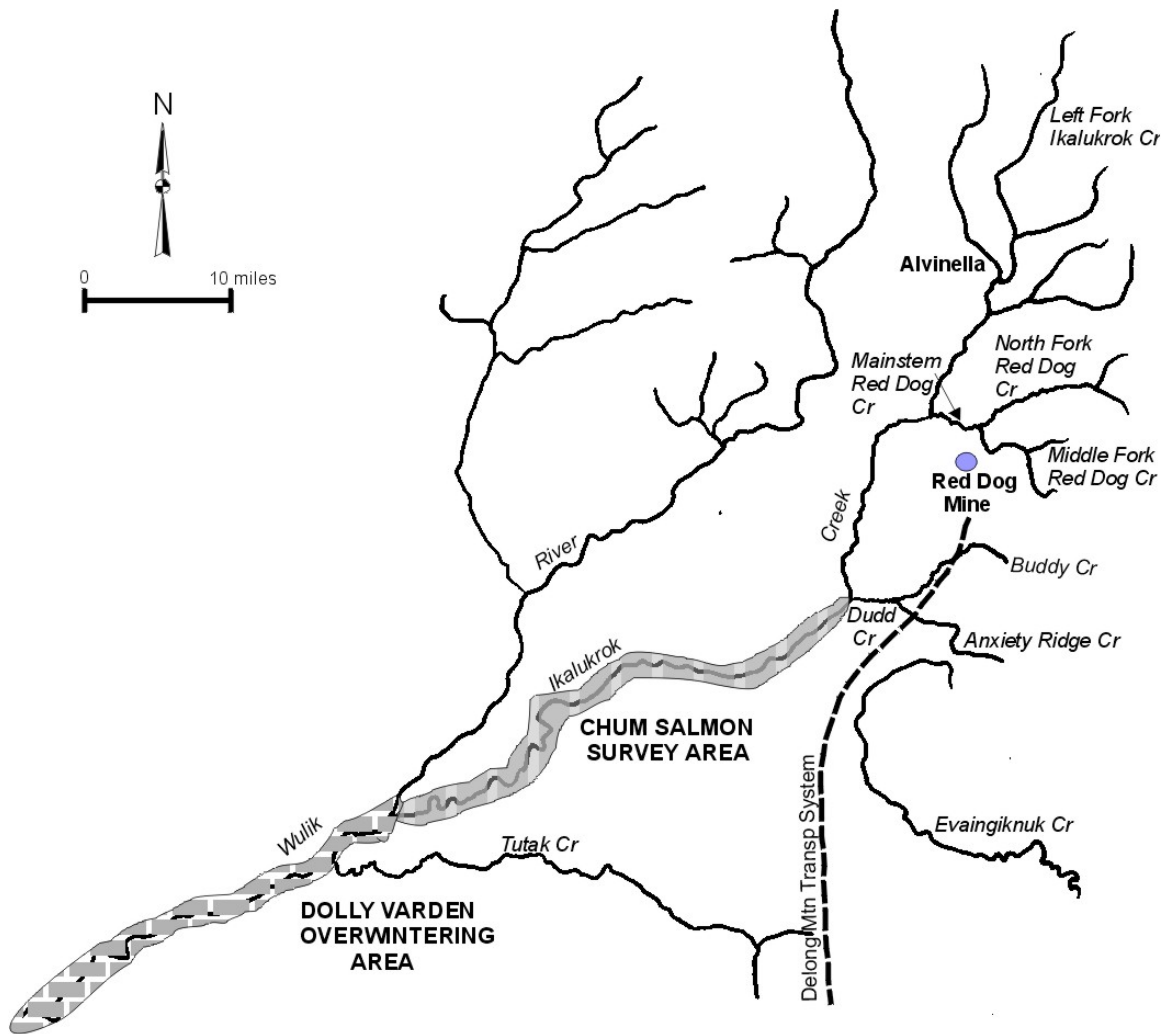 N
0 10 miles
Left Fork
Ikalukrok Cr
Alvinella
Mainstem
Red Dog
Cr
North Fork
Red Dog
Cr
Middle Fork
Red Dog Cr
Red Dog
Mine
Creek
River
Buddy Cr
Dudd
Cr
Anxiety Ridge Cr
Ikalukrok
CHUM SALMON
SURVEY AREA
Delong Mtn Transp System
Evaingiknuk Cr
Wulik
Tutak Cr
DOLLY VARDEN
OVERWINTERING
AREA